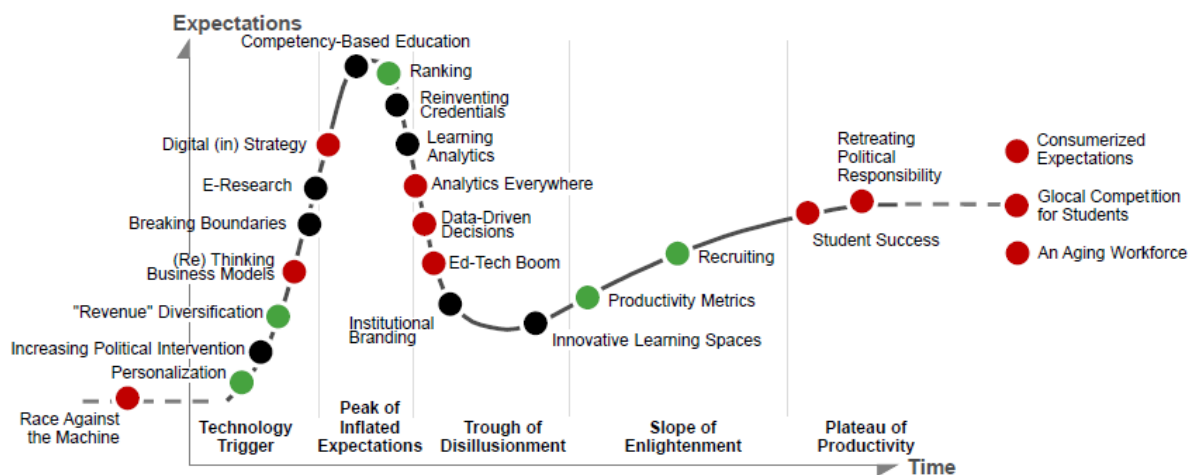 Expectations
Competency-Based Education
Ranking
Reinventing
Credentials
Digital (in) Strategy
Learning
Analytics
E-Research
Analytics Everywhere
Breaking Boundaries
Data-Driven
Decisions
(Re) Thinking
Business Models
Ed-Tech Boom
"Revenue" Diversification
Institutional
Branding
Increasing Political Intervention
Innovative Learning Spaces
Personalization
Productivity Metrics
Recruiting
Retreating
Political
Responsibility
Student Success
Consumerized
Expectations
Glocal Competition
for Students
An Aging Workforce
Race Against
the Machine
Technology
Trigger
Peak of
Inflated
Expectations
Trough of
Disillusionment
Slope of
Enlightenment
Plateau of
Productivity
Time